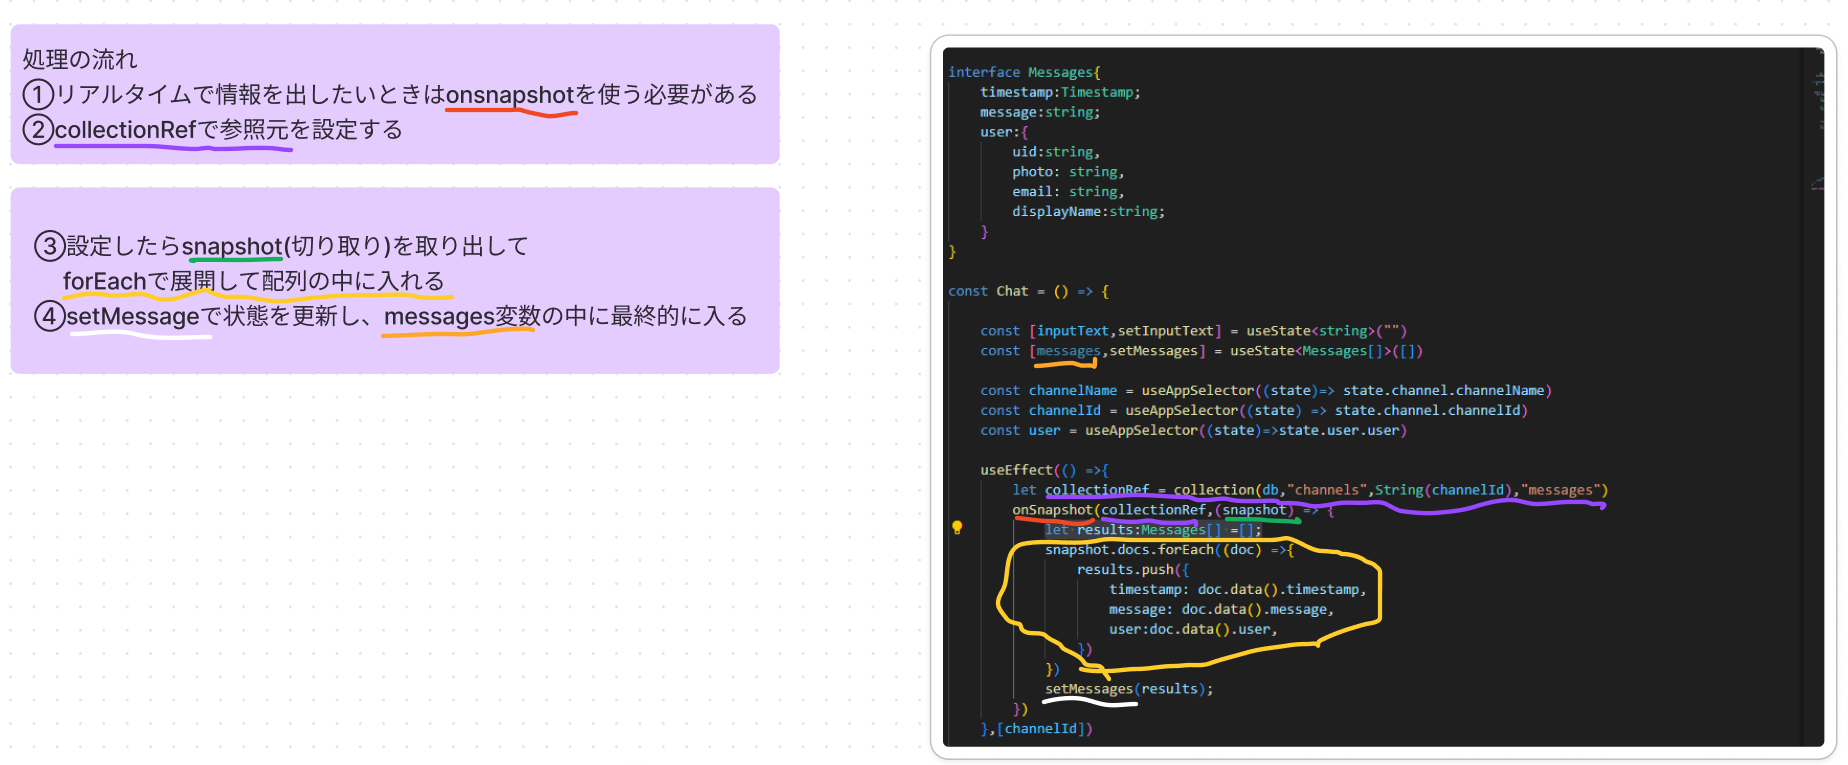 処理の流れ
①リアルタイムで情報を出したいときはonsnapshotを使う必要がある
②collectionRefで参照元を設定する
③設定したらsnapshot(切り取り)を取り出して
forEachで展開して配列の中に入れる
④setMessageで状態を更新し、messages変数の中に最終的に入る
interface Messages{
timestamp:Timestamp;
message:string;
user:{
uid:string,
photo: string,
email: string,
displayName:string;
}
}
const Chat = () => {
const [inputText,setInputText] = useState<string>("")
const [messages,setMessages] = useState<Messages[]>([])
const channelName = useAppSelector((state)=> state.channel.channelName)
const channelId = useAppSelector((state) => state.channel.channelId)
const user = useAppSelector((state)=>state.user.user)
useEffect(() =>{
let collectionRef = collection(db,"channels",String(channelId),"messages")
onSnapshot(collectionRef,(snapshot) => {
let results:Messages[] =[];
snapshot.docs.forEach((doc) =>{
results.push({
timestamp: doc.data().timestamp,
message: doc.data().message,
user:doc.data().user,
})
})
setMessages(results);
})
},[channelId])